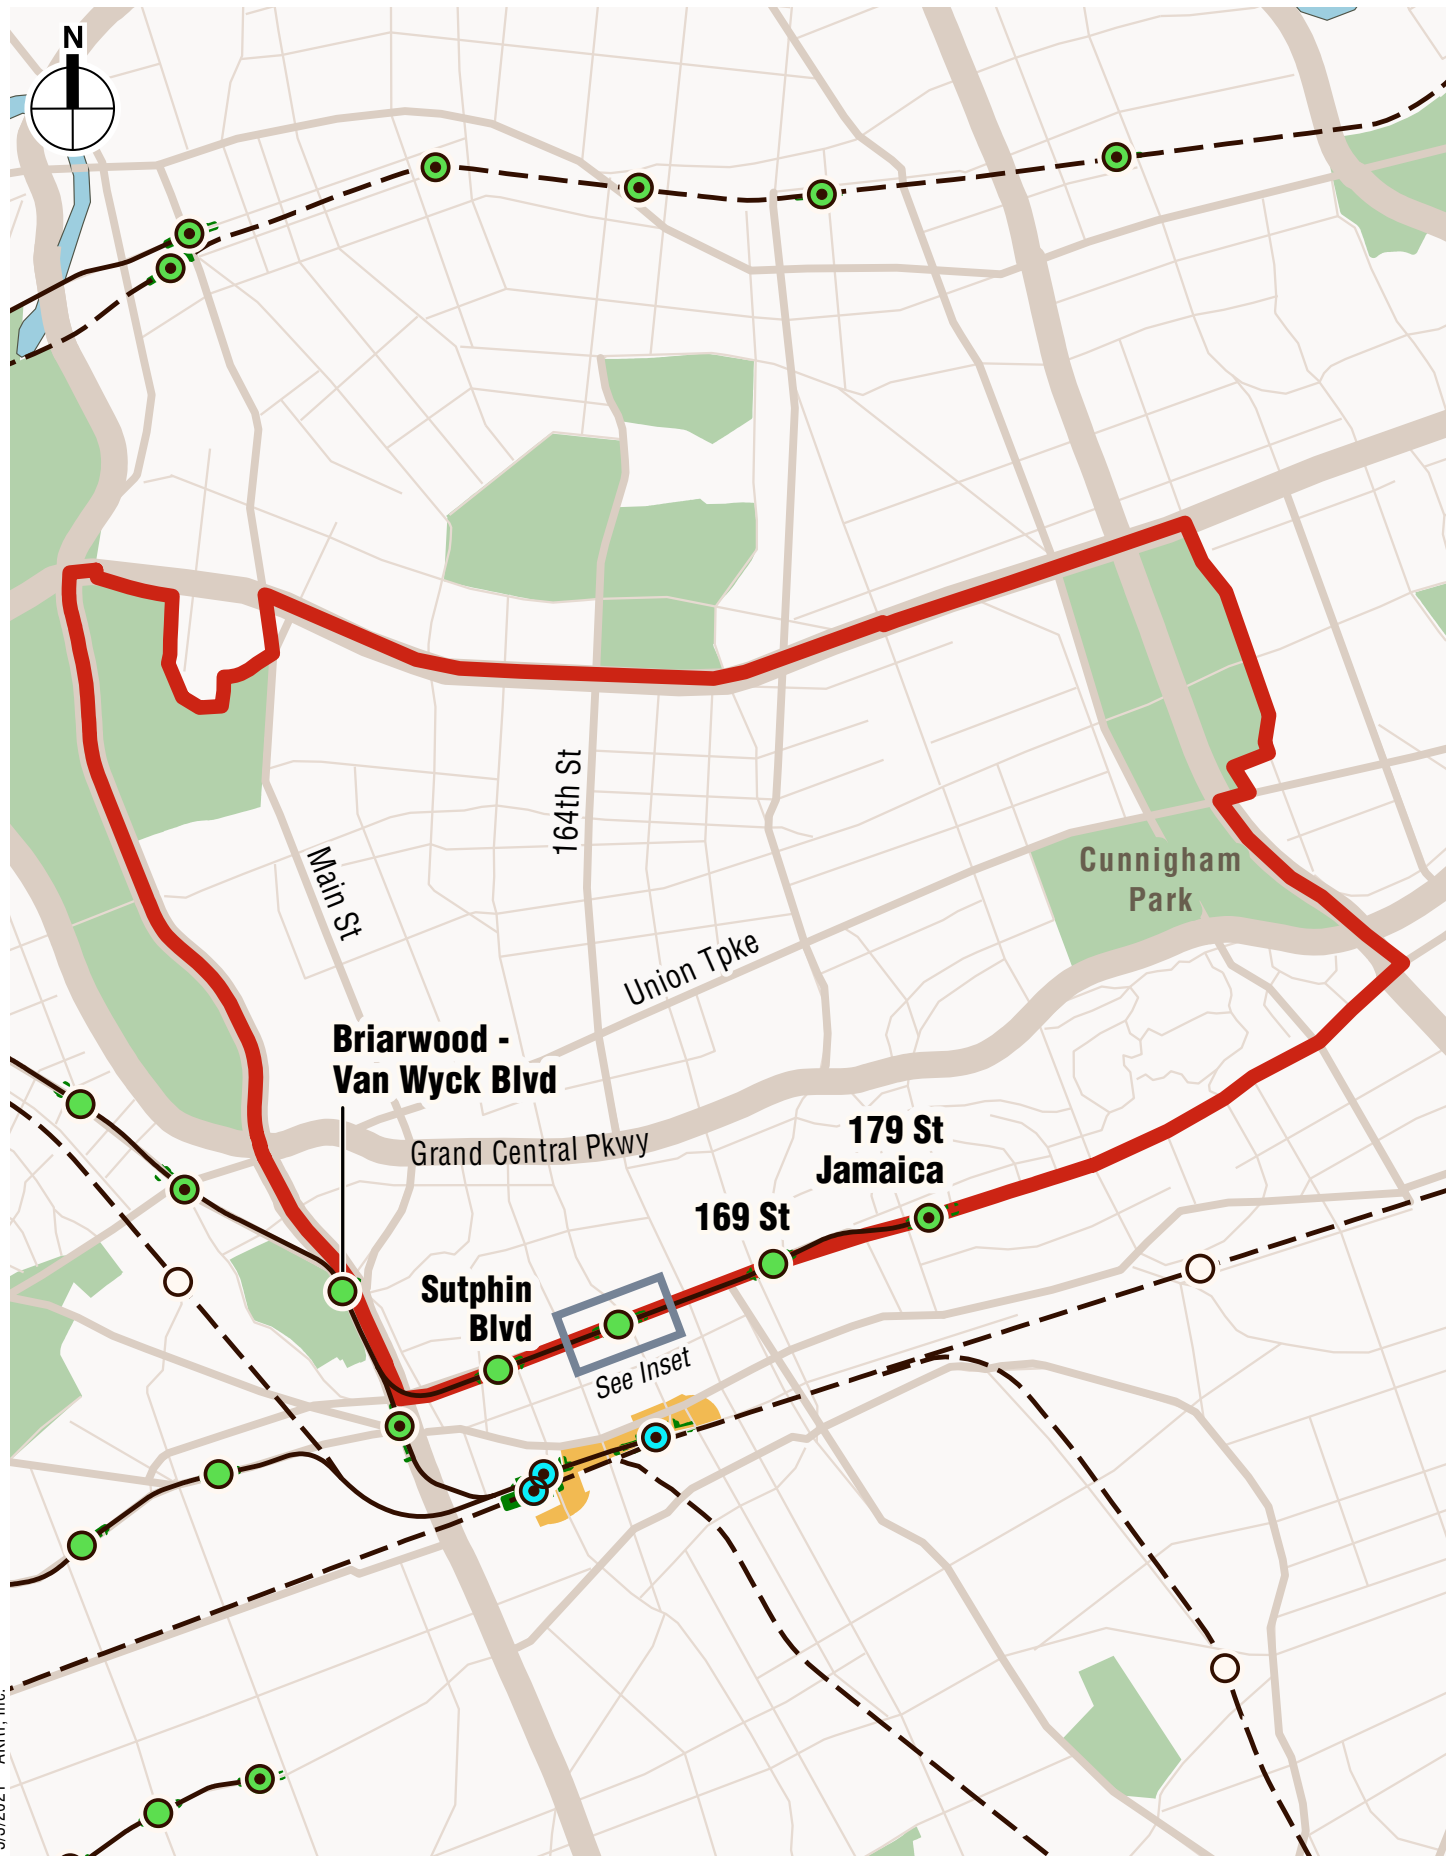 N
164th St
Main St
Cunnigham
Park
Union Tpke
Briarwood -
Van Wyck Blvd
Grand Central Pkwy
179 St
Jamaica
169 St
Sutphin
Blvd
See Inset